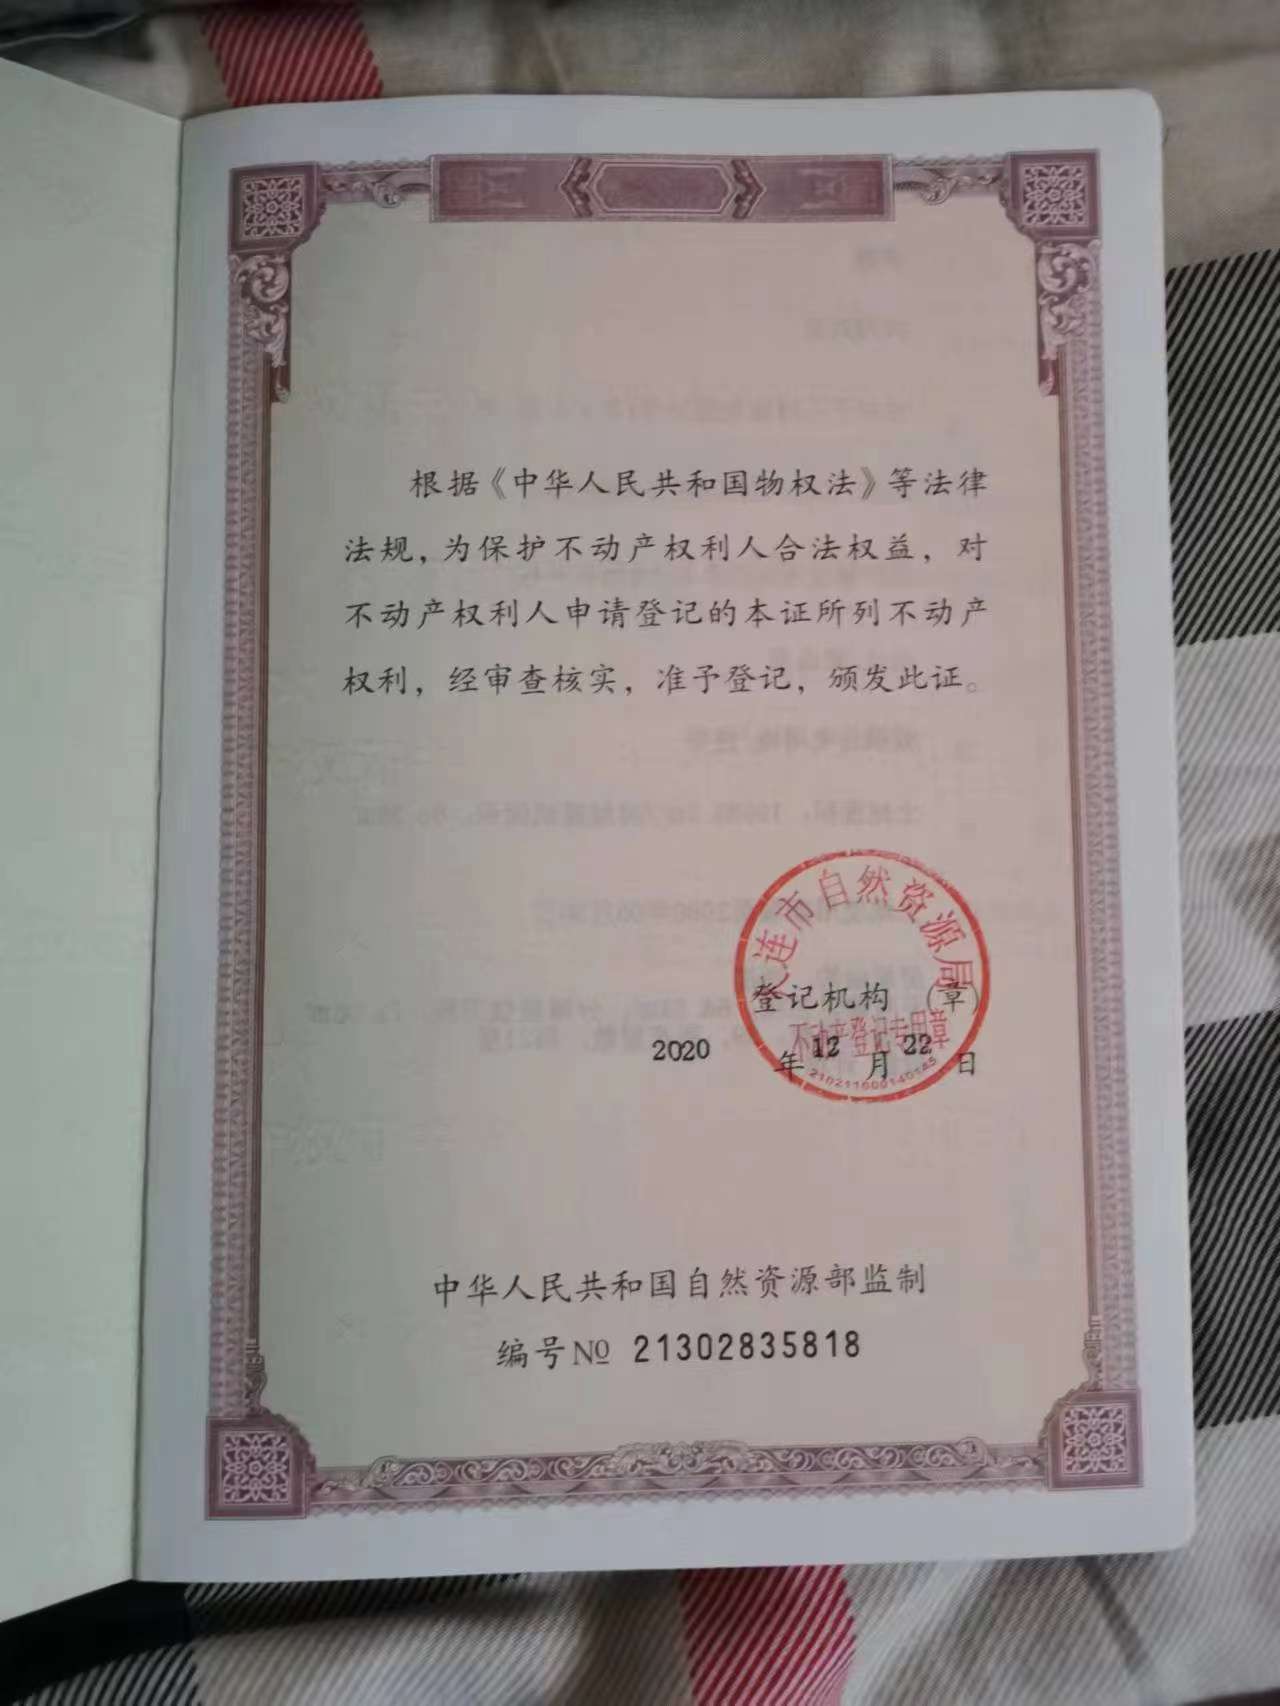 根据《中华人民共和国物权法》等法律
法规，为保护不动产权利人合法权益，对
不动产权利人申请登记的本证所列不动产
权利，经审查核实，准予登记，颁发此证。
大连市自然资源局
登记机构 （章）
不动产登记专用章
2020 年 12 月 22 日
中华人民共和国自然资源部监制
编号№ 21302835818